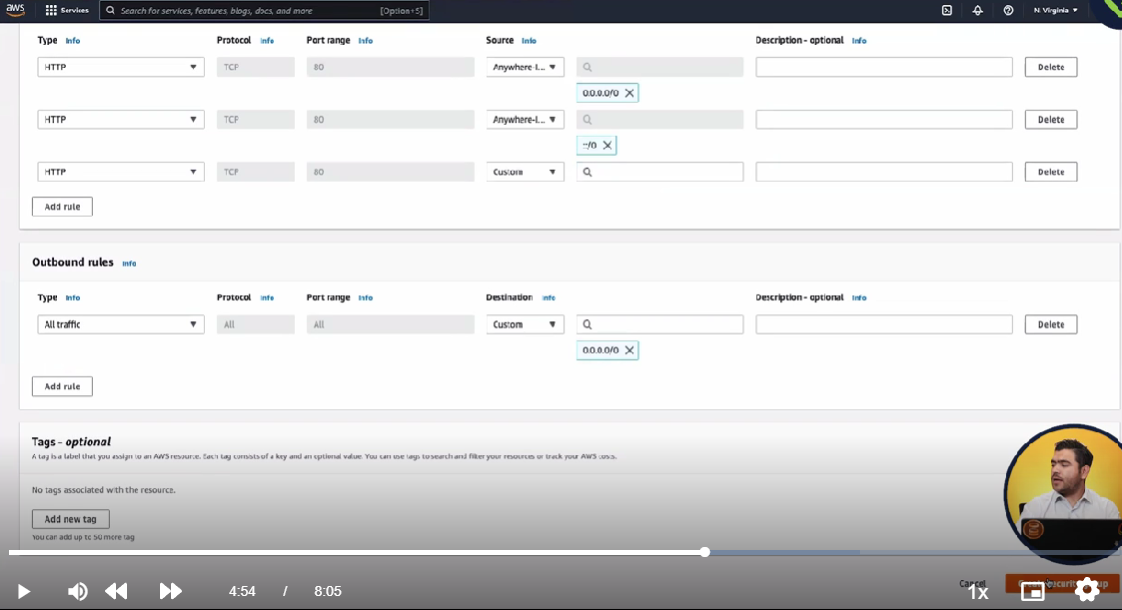 aws Services Search for services, features, blogs, docs, and more [Option+S] N. Virginia
Type Info Protocol Info Port range Info Source Info Description - optional Info
HTTP TCP 80 Anywhere-I... Delete
0.0.0.0/0
HTTP TCP 80 Anywhere-I... Delete
::/0
HTTP TCP 80 Custom Delete
Add rule
Outbound rules Info
Type Info Protocol Info Port range Info Destination Info Description - optional Info
All traffic All All Custom Delete
0.0.0.0/0
Add rule
Tags - optional
A tag is a label that you assign to an AWS resource. Each tag consists of a key and an optional value. You can use tags to search and filter your resources or track your AWS costs.
No tags associated with the resource.
Add new tag
You can add up to 50 more tag
Cancel
4:54 / 8:05 1x